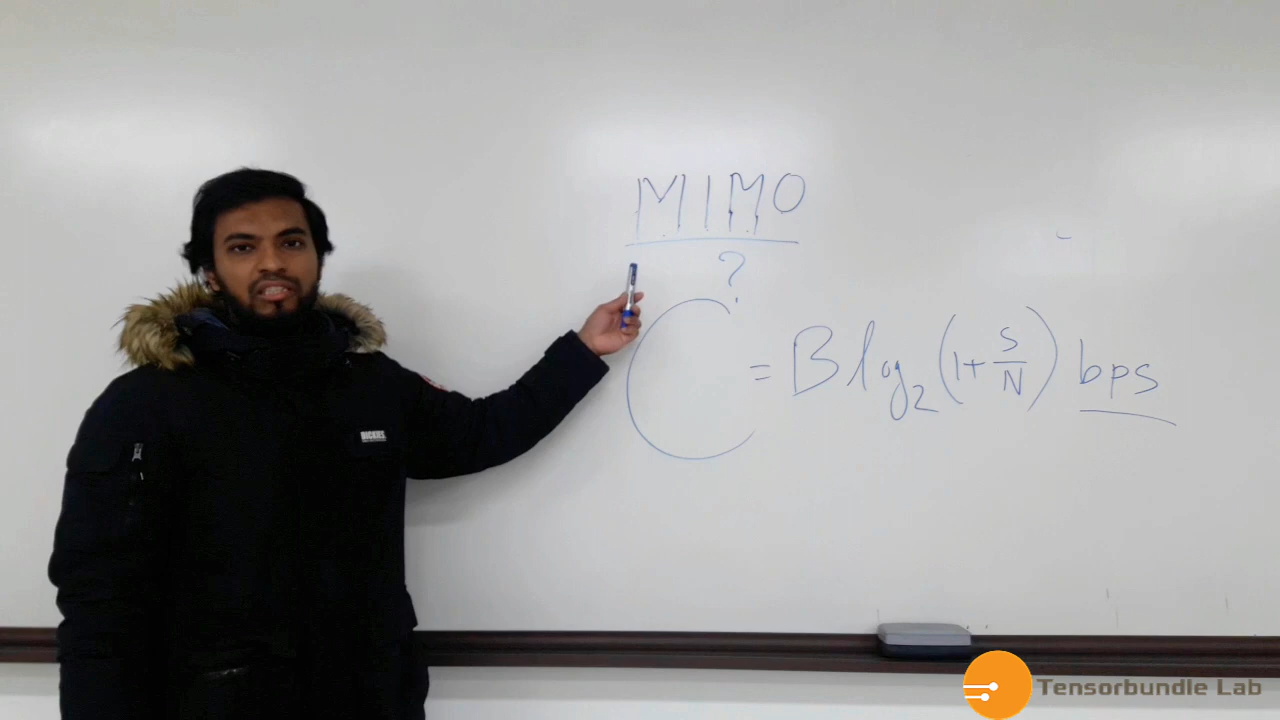 MIMO
?
C = B log₂ (1 + S/N) bps
DICKIES
Tensorbundle Lab